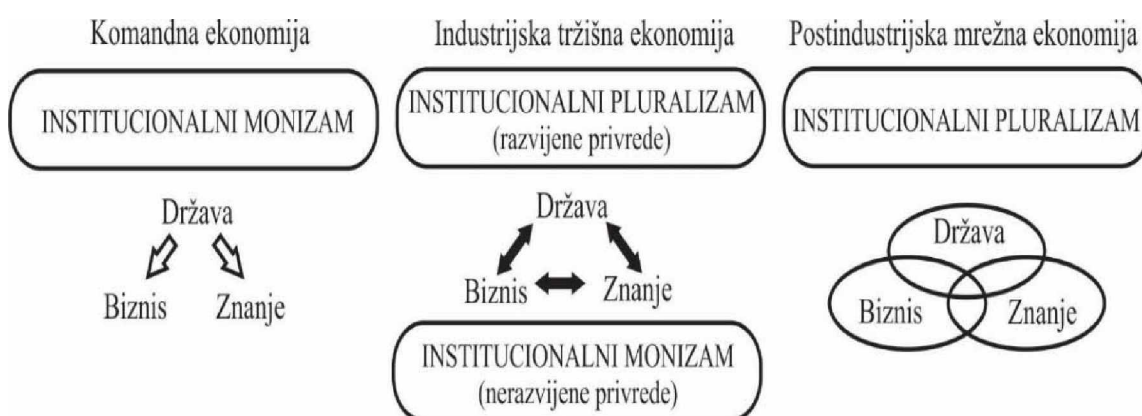 Komandna ekonomija
INSTITUCIONALNI MONIZAM
Država
Biznis
Znanje
Industrijska tržišna ekonomija
INSTITUCIONALNI PLURALIZAM
(razvijene privrede)
Država
Biznis
Znanje
INSTITUCIONALNI MONIZAM
(nerazvijene privrede)
Postindustrijska mrežna ekonomija
INSTITUCIONALNI PLURALIZAM
Država
Biznis
Znanje